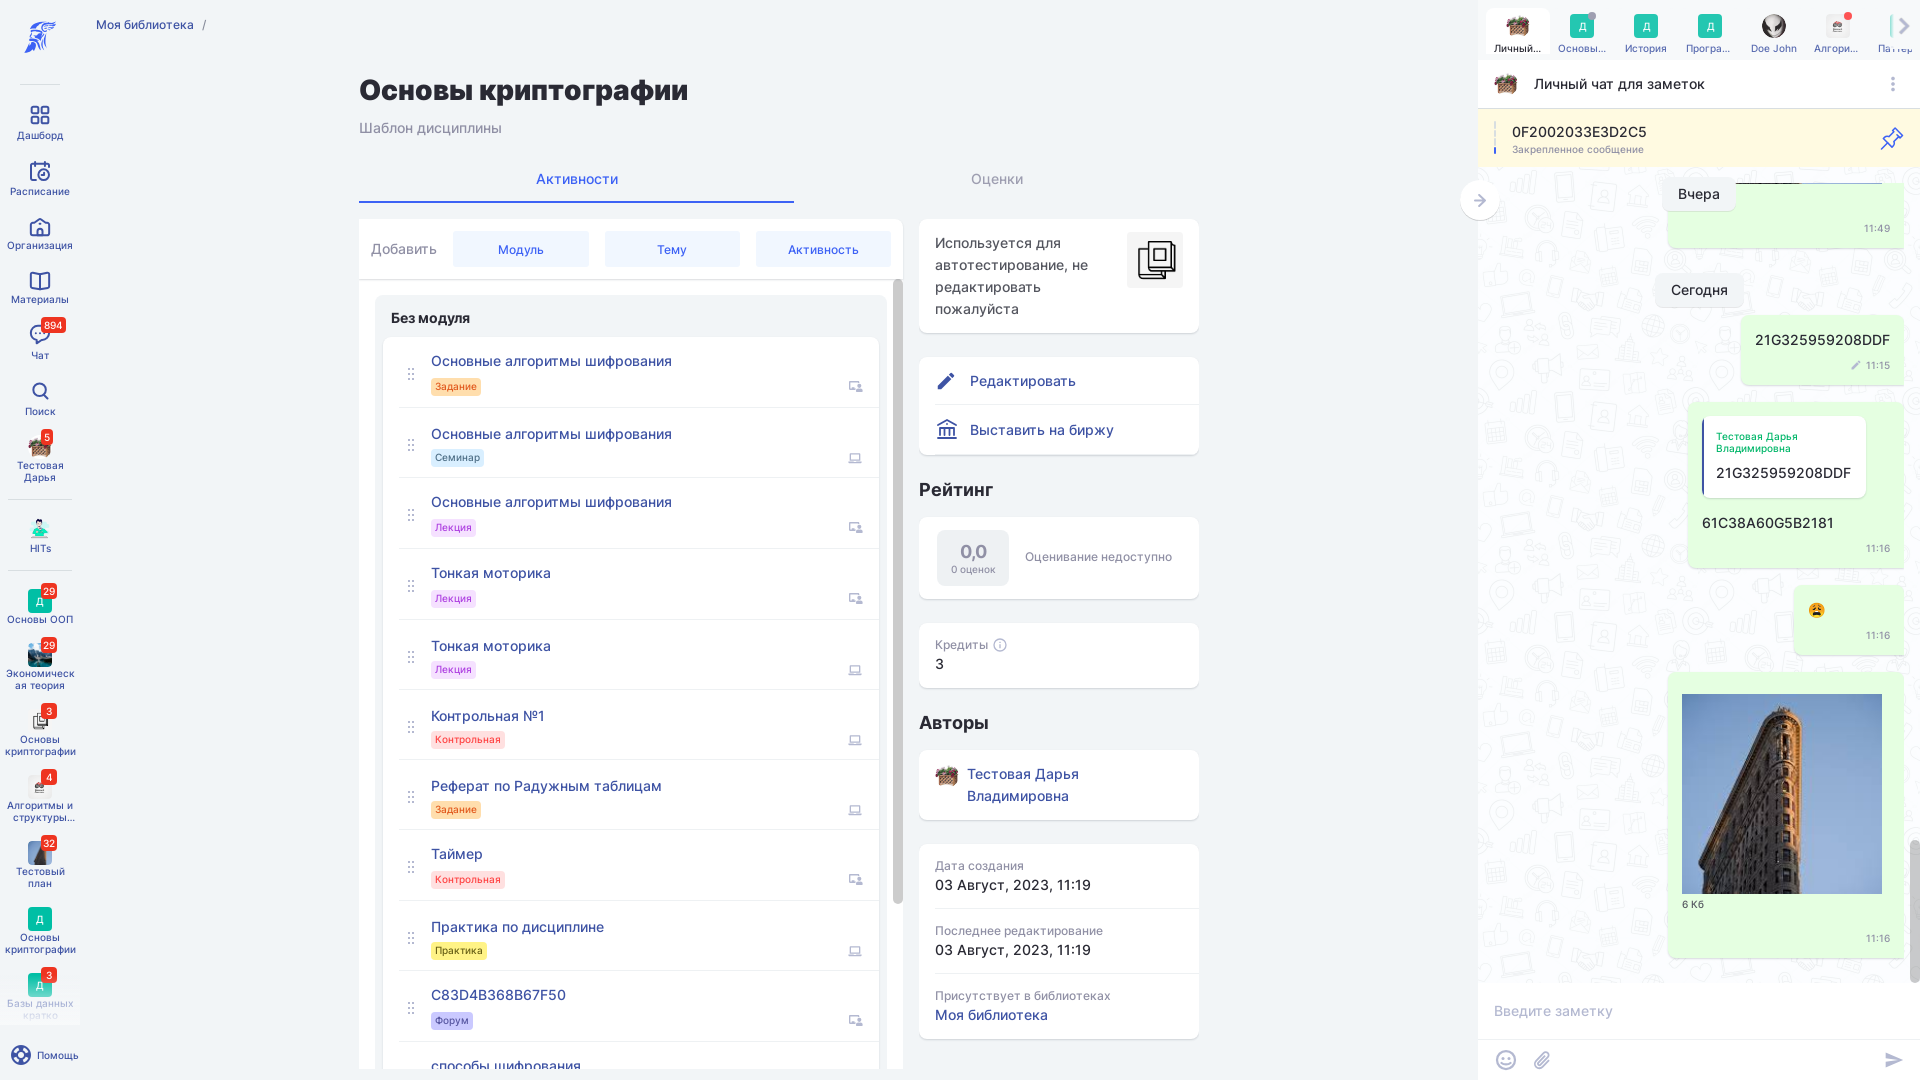 Моя библиотека /
Дашборд
Расписание
Организация
Материалы
894
Чат
Поиск
5
Тестовая
Дарья
HITs
29
Д
Основы ООП
29
Экономическ
ая теория
3
Основы
криптографии
4
Алгоритмы и
структуры...
32
Тестовый
план
Д
Основы
криптографии
3
Д
Базы данных
кратко
Помощь
Основы криптографии
Шаблон дисциплины
Активности
Оценки
Добавить
Модуль
Тему
Активность
Без модуля
Основные алгоритмы шифрования
Задание
Основные алгоритмы шифрования
Семинар
Основные алгоритмы шифрования
Лекция
Тонкая моторика
Лекция
Тонкая моторика
Лекция
Контрольная №1
Контрольная
Реферат по Радужным таблицам
Задание
Таймер
Контрольная
Практика по дисциплине
Практика
C83D4B368B67F50
Форум
способы шифрования
Используется для
автотестирование, не
редактировать
пожалуйста
Редактировать
Выставить на биржу
Рейтинг
0,0
0 оценок
Оценивание недоступно
Кредиты
3
Авторы
Тестовая Дарья
Владимировна
Дата создания
03 Август, 2023, 11:19
Последнее редактирование
03 Август, 2023, 11:19
Присутствует в библиотеках
Моя библиотека
Личный...
Д
Основы...
Д
История
Д
Програ...
Doe John
Алгори...
Паттер
Личный чат для заметок
0F2002033E3D2C5
Закрепленное сообщение
Вчера
11:49
Сегодня
21G325959208DDF
11:15
Тестовая Дарья
Владимировна
21G325959208DDF
61C38A60G5B2181
11:16
11:16
6 Кб
11:16
Введите заметку